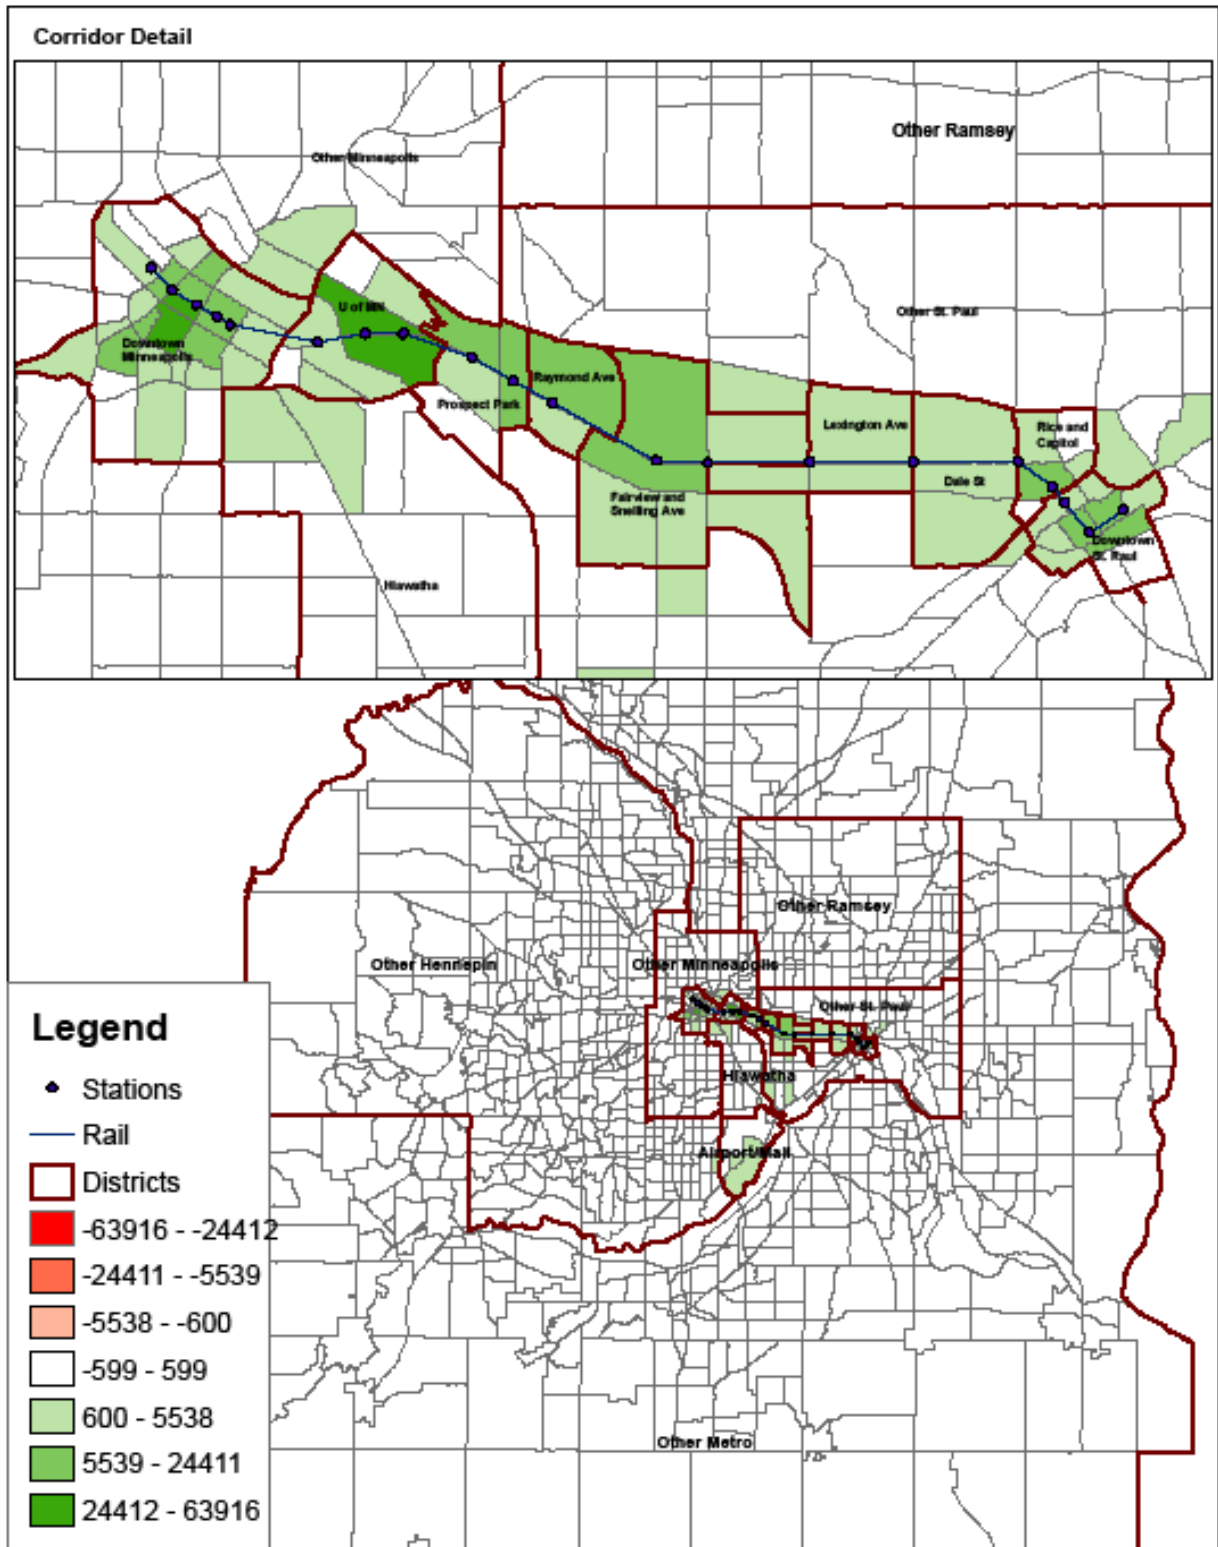 Corridor Detail
Other Ramsey
Other Minneapolis
Other St. Paul
U of MN
Downtown
Minneapolis
Raymond Ave
Prospect Park
Lexington Ave
Rice and
Capitol
Dale St
Fairview and
Snelling Ave
Downtown
St. Paul
Hiawatha
Other Ramsey
Other Hennepin
Other Minneapolis
Other St. Paul
Hiawatha
Airport/Mall
Other Metro
Legend
Stations
Rail
Districts
-63916 - -24412
-24411 - -5539
-5538 - -600
-599 - 599
600 - 5538
5539 - 24411
24412 - 63916